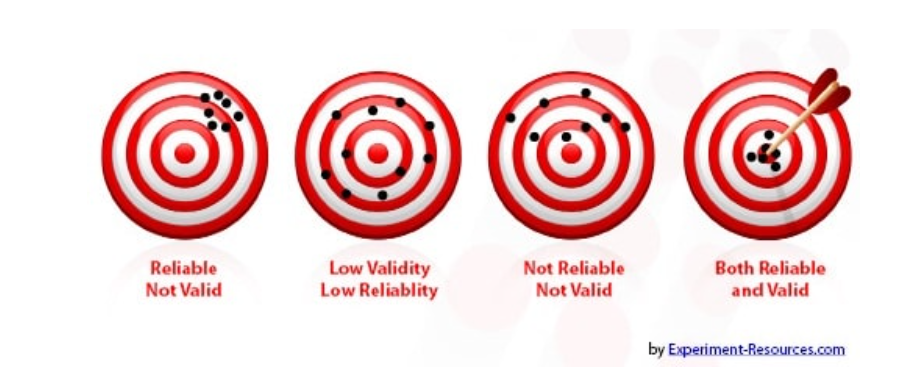 Reliable
Not Valid
Low Validity
Low Reliablity
Not Reliable
Not Valid
Both Reliable
and Valid
by Experiment-Resources.com